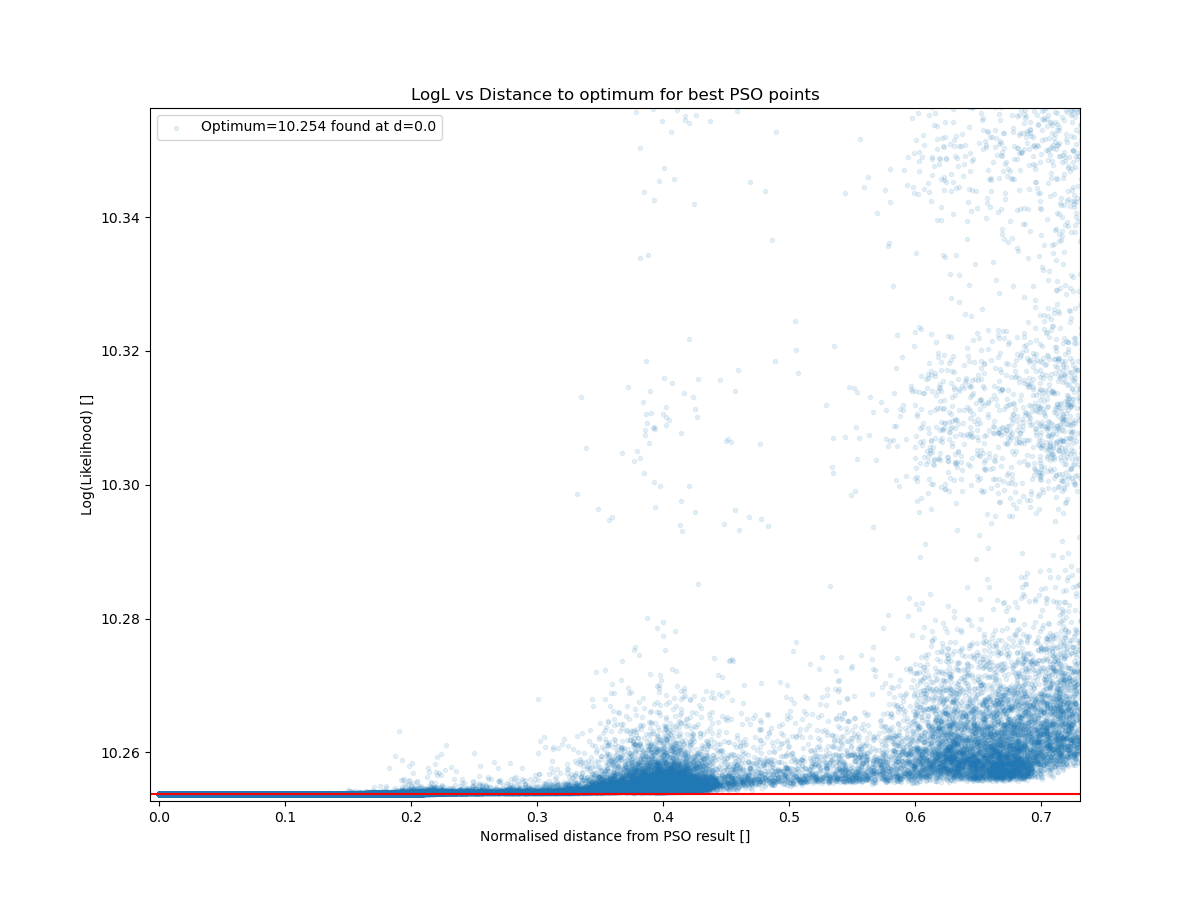 LogL vs Distance to optimum for best PSO points
Optimum=10.254 found at d=0.0
10.34
10.32
10.30
10.28
10.26
Log(Likelihood) []
0.0 0.1 0.2 0.3 0.4 0.5 0.6 0.7
Normalised distance from PSO result []